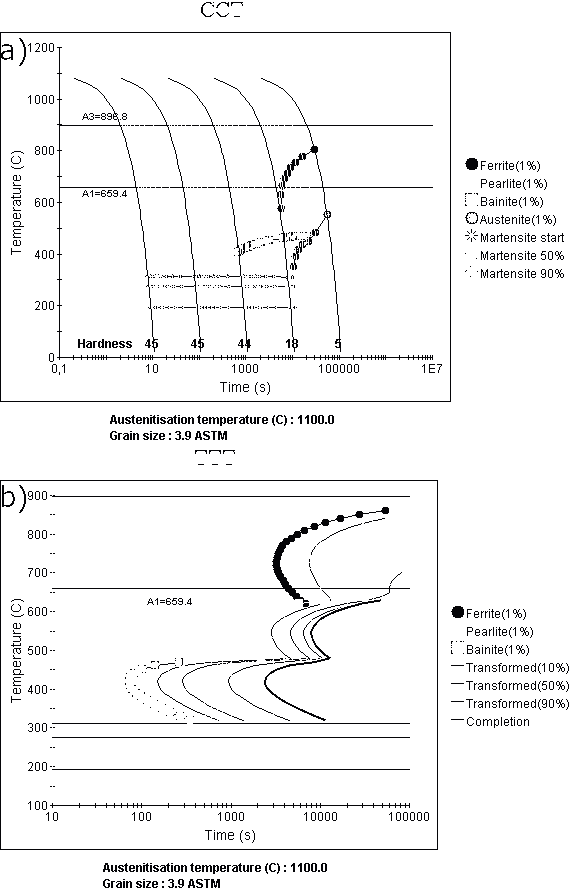 CCT
a)
1200
1000
800
600
400
200
0
Temperature (C)
A3=896.8
A1=659.4
Hardness 45 45 44 18 5
0,1 10 1000 100000 1E7
Time (s)
Ferrite(1%)
Pearlite(1%)
Bainite(1%)
Austenite(1%)
Martensite start
Martensite 50%
Martensite 90%
Austenitisation temperature (C) : 1100.0
Grain size : 3.9 ASTM
b)
900
800
700
600
500
400
300
200
100
Temperature (C)
A1=659.4
10 100 1000 10000 100000
Time (s)
Ferrite(1%)
Pearlite(1%)
Bainite(1%)
Transformed(10%)
Transformed(50%)
Transformed(90%)
Completion
Austenitisation temperature (C) : 1100.0
Grain size : 3.9 ASTM